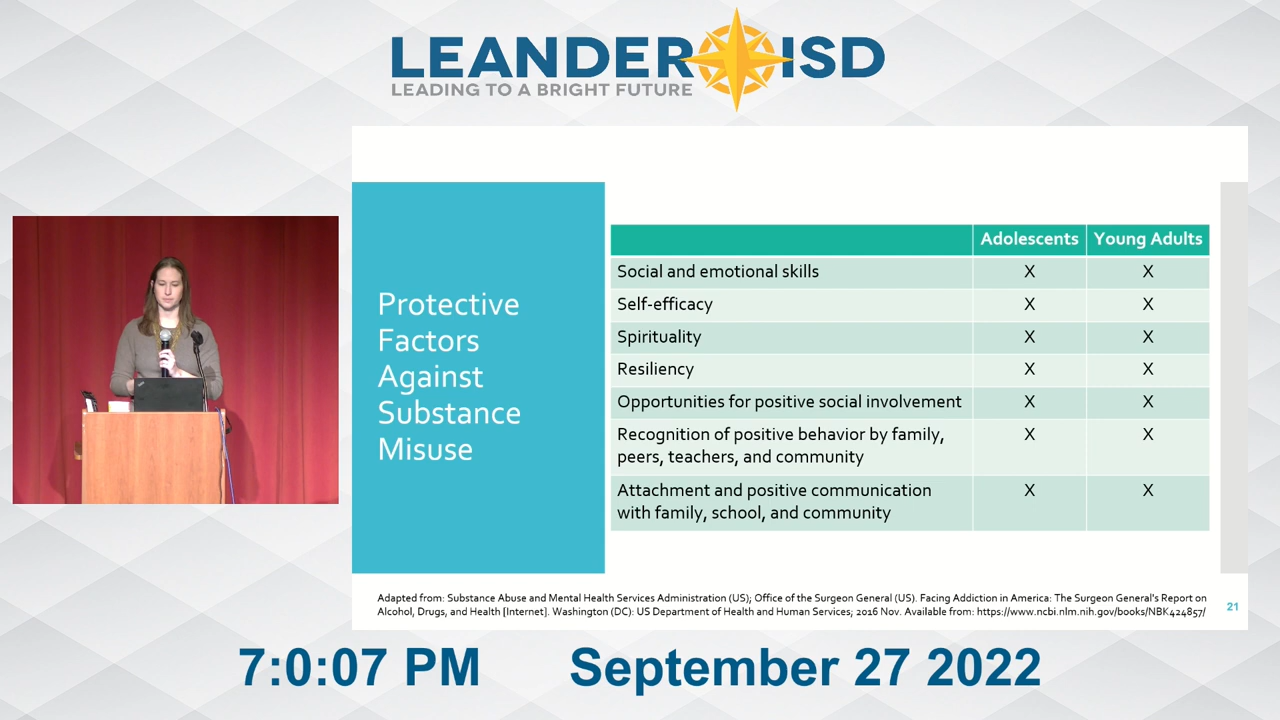 LEANDER ISD
LEADING TO A BRIGHT FUTURE
Protective
Factors
Against
Substance
Misuse
Adolescents Young Adults
Social and emotional skills X X
Self-efficacy X X
Spirituality X X
Resiliency X X
Opportunities for positive social involvement X X
Recognition of positive behavior by family, X X
peers, teachers, and community
Attachment and positive communication X X
with family, school, and community
Adapted from: Substance Abuse and Mental Health Services Administration (US); Office of the Surgeon General (US). Facing Addiction in America: The Surgeon General's Report on
Alcohol, Drugs, and Health [Internet]. Washington (DC): US Department of Health and Human Services; 2016 Nov. Available from: https://www.ncbi.nlm.nih.gov/books/NBK424857/
21
7:0:07 PM September 27 2022